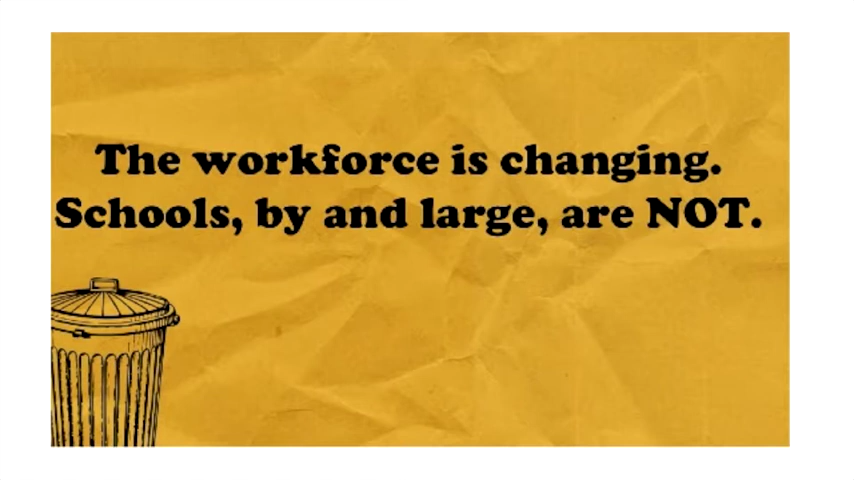 The workforce is changing.
Schools, by and large, are NOT.